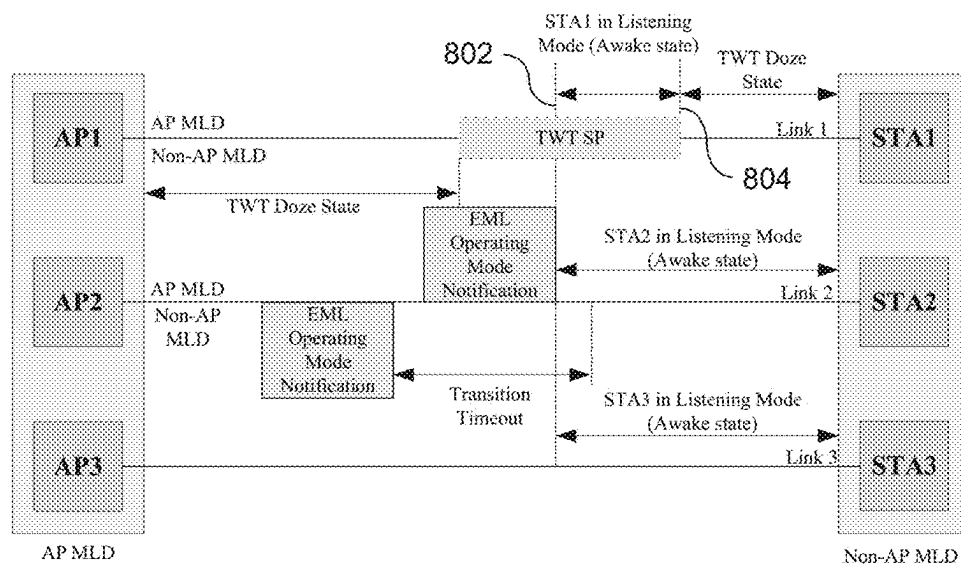 STA1 in Listening
Mode (Awake state)
802
TWT Doze
State
AP1
AP MLD
Non-AP MLD
TWT SP
Link 1
STA1
804
TWT Doze State
EML
Operating
Mode
Notification
STA2 in Listening Mode
(Awake state)
AP2
AP MLD
Non-AP
MLD
Link 2
STA2
EML
Operating
Mode
Notification
Transition
Timeout
STA3 in Listening Mode
(Awake state)
AP3
Link 3
STA3
AP MLD
Non-AP MLD